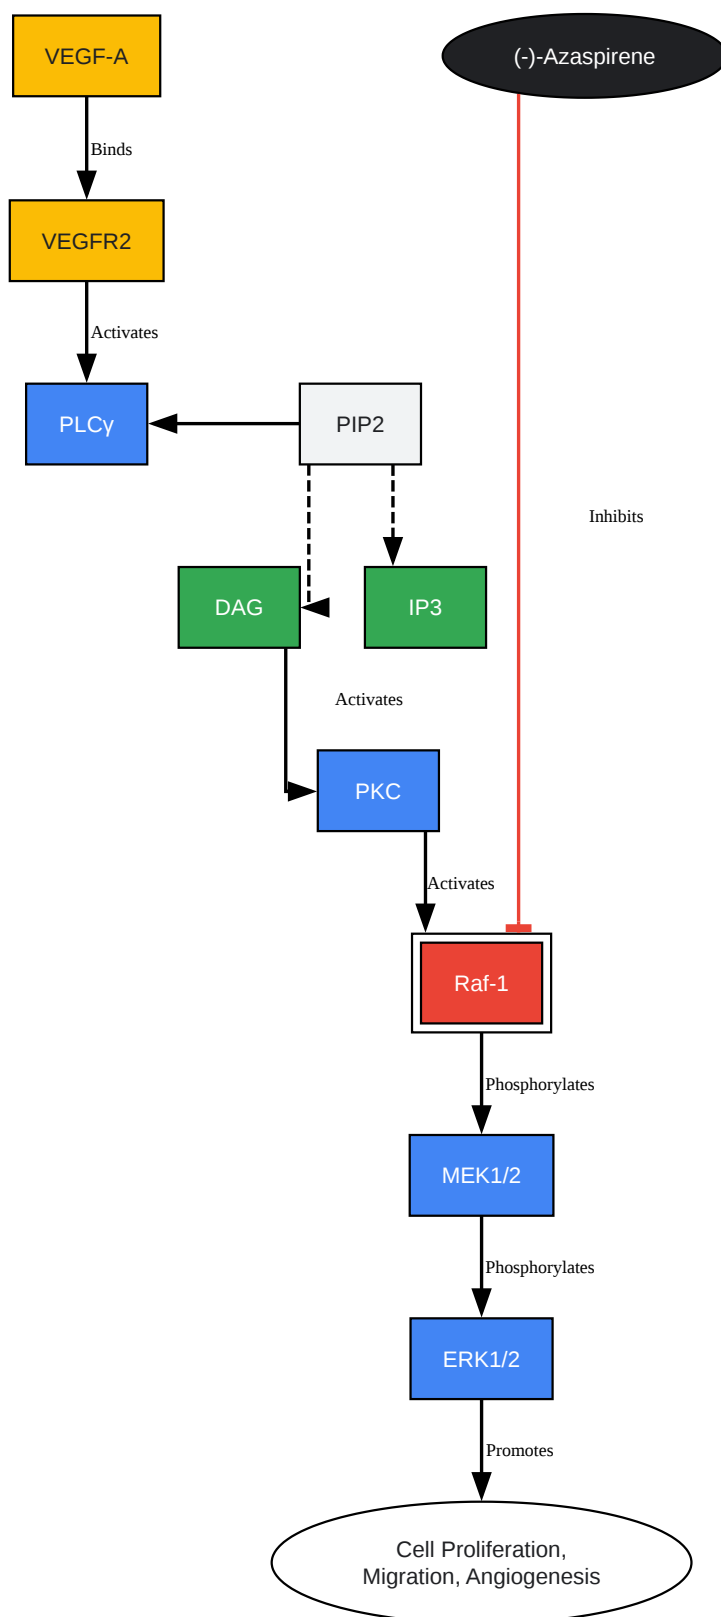 VEGF-A
(-)-Azaspirene
Binds
VEGFR2
Activates
PLCγ
PIP2
Inhibits
DAG
IP3
Activates
PKC
Activates
Raf-1
Phosphorylates
MEK1/2
Phosphorylates
ERK1/2
Promotes
Cell Proliferation,
Migration, Angiogenesis